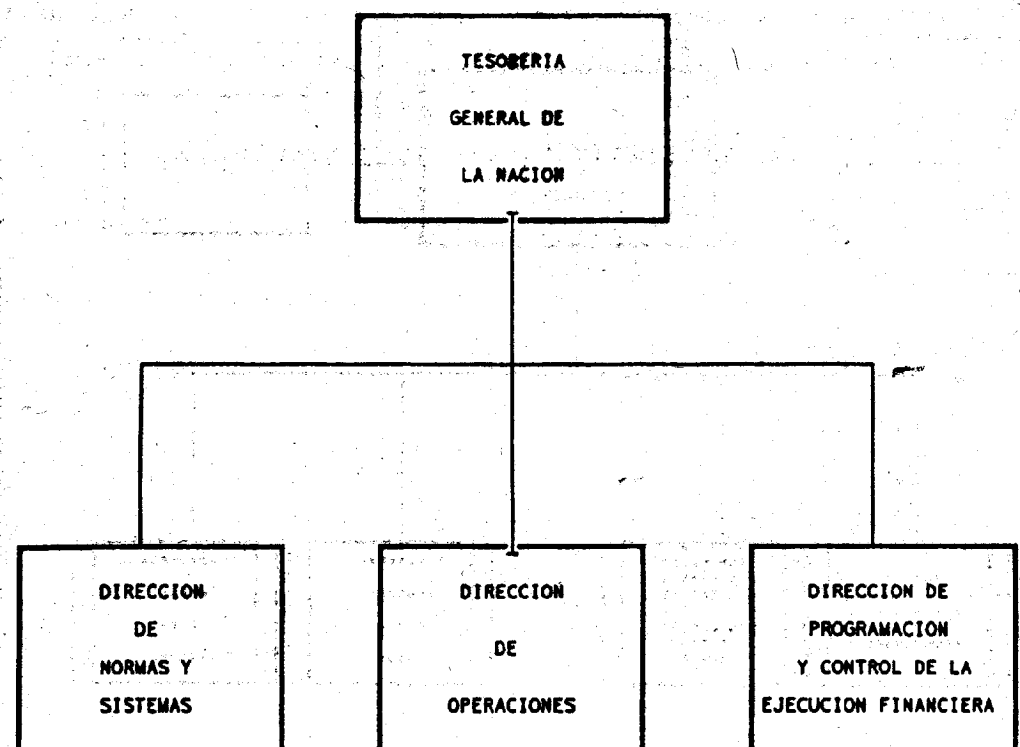 TESORERIA
GENERAL DE
LA NACION
DIRECCION
DE
NORMAS Y
SISTEMAS
DIRECCION
DE
OPERACIONES
DIRECCION DE
PROGRAMACION
Y CONTROL DE LA
EJECUCION FINANCIERA